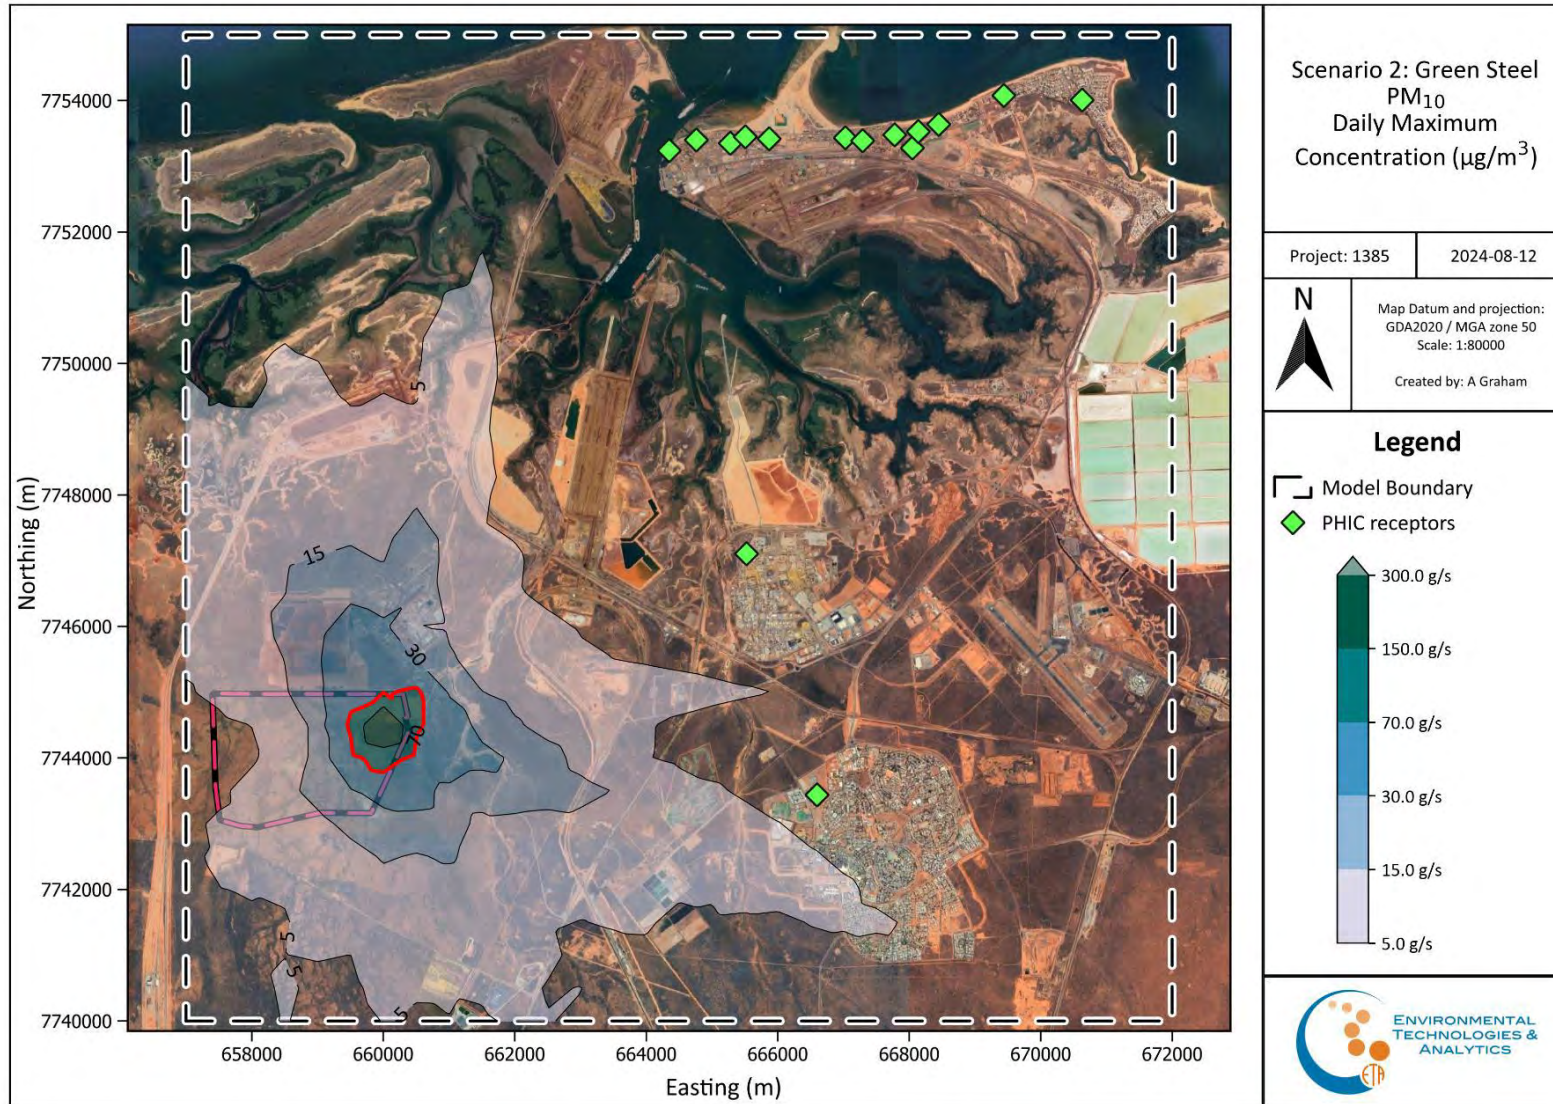 7754000
7752000
7750000
7748000
7746000
7744000
7742000
7740000
Northing (m)
658000
660000
662000
664000
666000
668000
670000
672000
Easting (m)
5
15
30
70
5
5
5
Scenario 2: Green Steel
PM10
Daily Maximum
Concentration (µg/m³)
Project: 1385
2024-08-12
N
Map Datum and projection:
GDA2020 / MGA zone 50
Scale: 1:80000
Created by: A Graham
Legend
Model Boundary
PHIC receptors
300.0 g/s
150.0 g/s
70.0 g/s
30.0 g/s
15.0 g/s
5.0 g/s
ENVIRONMENTAL
TECHNOLOGIES &
ANALYTICS
ETA